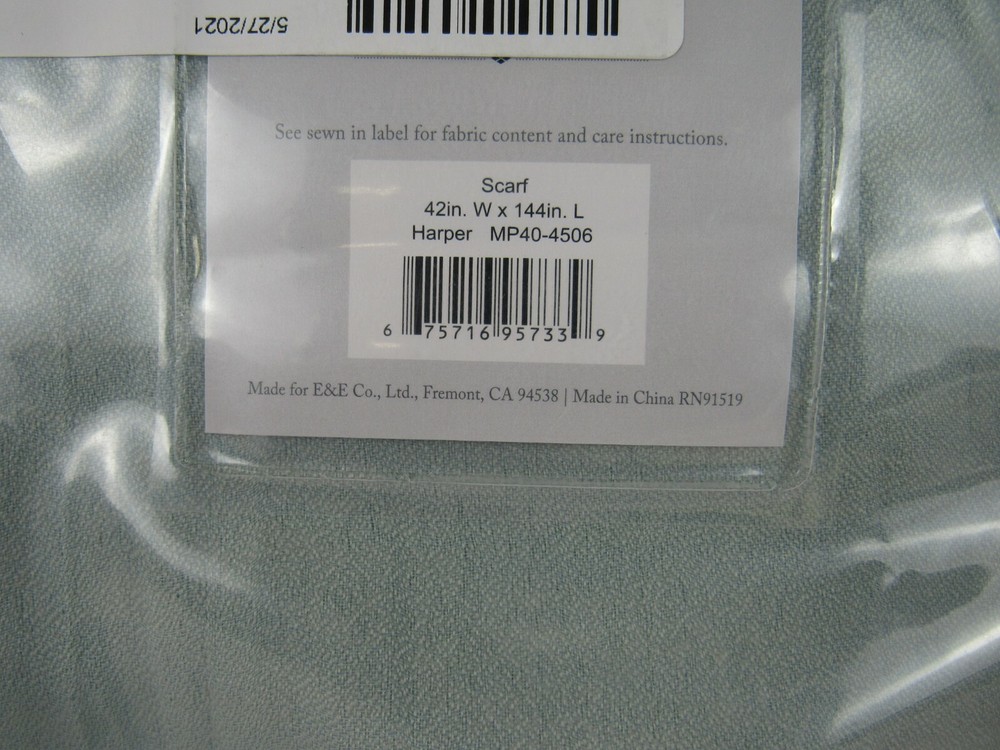 5/27/2021
See sewn in label for fabric content and care instructions.
Scarf
42in. W x 144in. L
Harper MP40-4506
6 75716 95733 9
Made for E&E Co., Ltd., Fremont, CA 94538 | Made in China RN91519